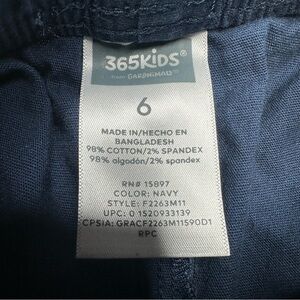 365KIDS®
from GARANIMALS
6
MADE IN/HECHO EN
BANGLADESH
98% COTTON/2% SPANDEX
98% algodón/2% spandex
RN# 15897
COLOR: NAVY
STYLE: F2263M11
UPC: 0 1520933139
CPSIA: GRACF2263M11590D1
RPC